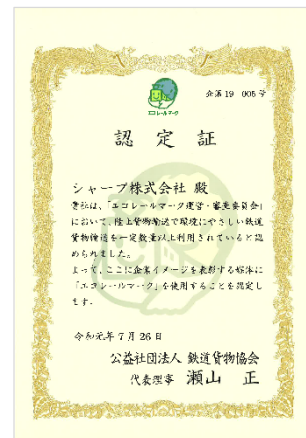 企第19 005号
エコレールマーク
認定証
シャープ株式会社 殿
貴社は、「エコレールマーク運営・審査委員会」
において、陸上貨物輸送で環境にやさしい鉄道
貨物輸送を一定数量以上利用されていると認
められました。
よって、ここに企業イメージを表彰する媒体に
「エコレールマーク」を使用することを認定し
ます。
令和元年7月26日
公益社団法人 鉄道貨物協会
代表理事 瀬山 正